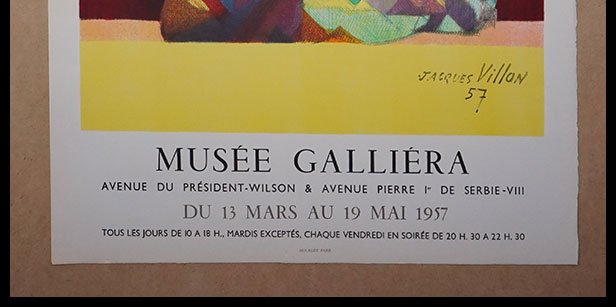 JACQUES Villon
57
MUSÉE GALLIÉRA
AVENUE DU PRÉSIDENT-WILSON & AVENUE PIERRE Iᵉʳ DE SERBIE-VIII
DU 13 MARS AU 19 MAI 1957
TOUS LES JOURS DE 10 A 18 H., MARDIS EXCEPTÉS, CHAQUE VENDREDI EN SOIRÉE DE 20 H. 30 A 22 H. 30